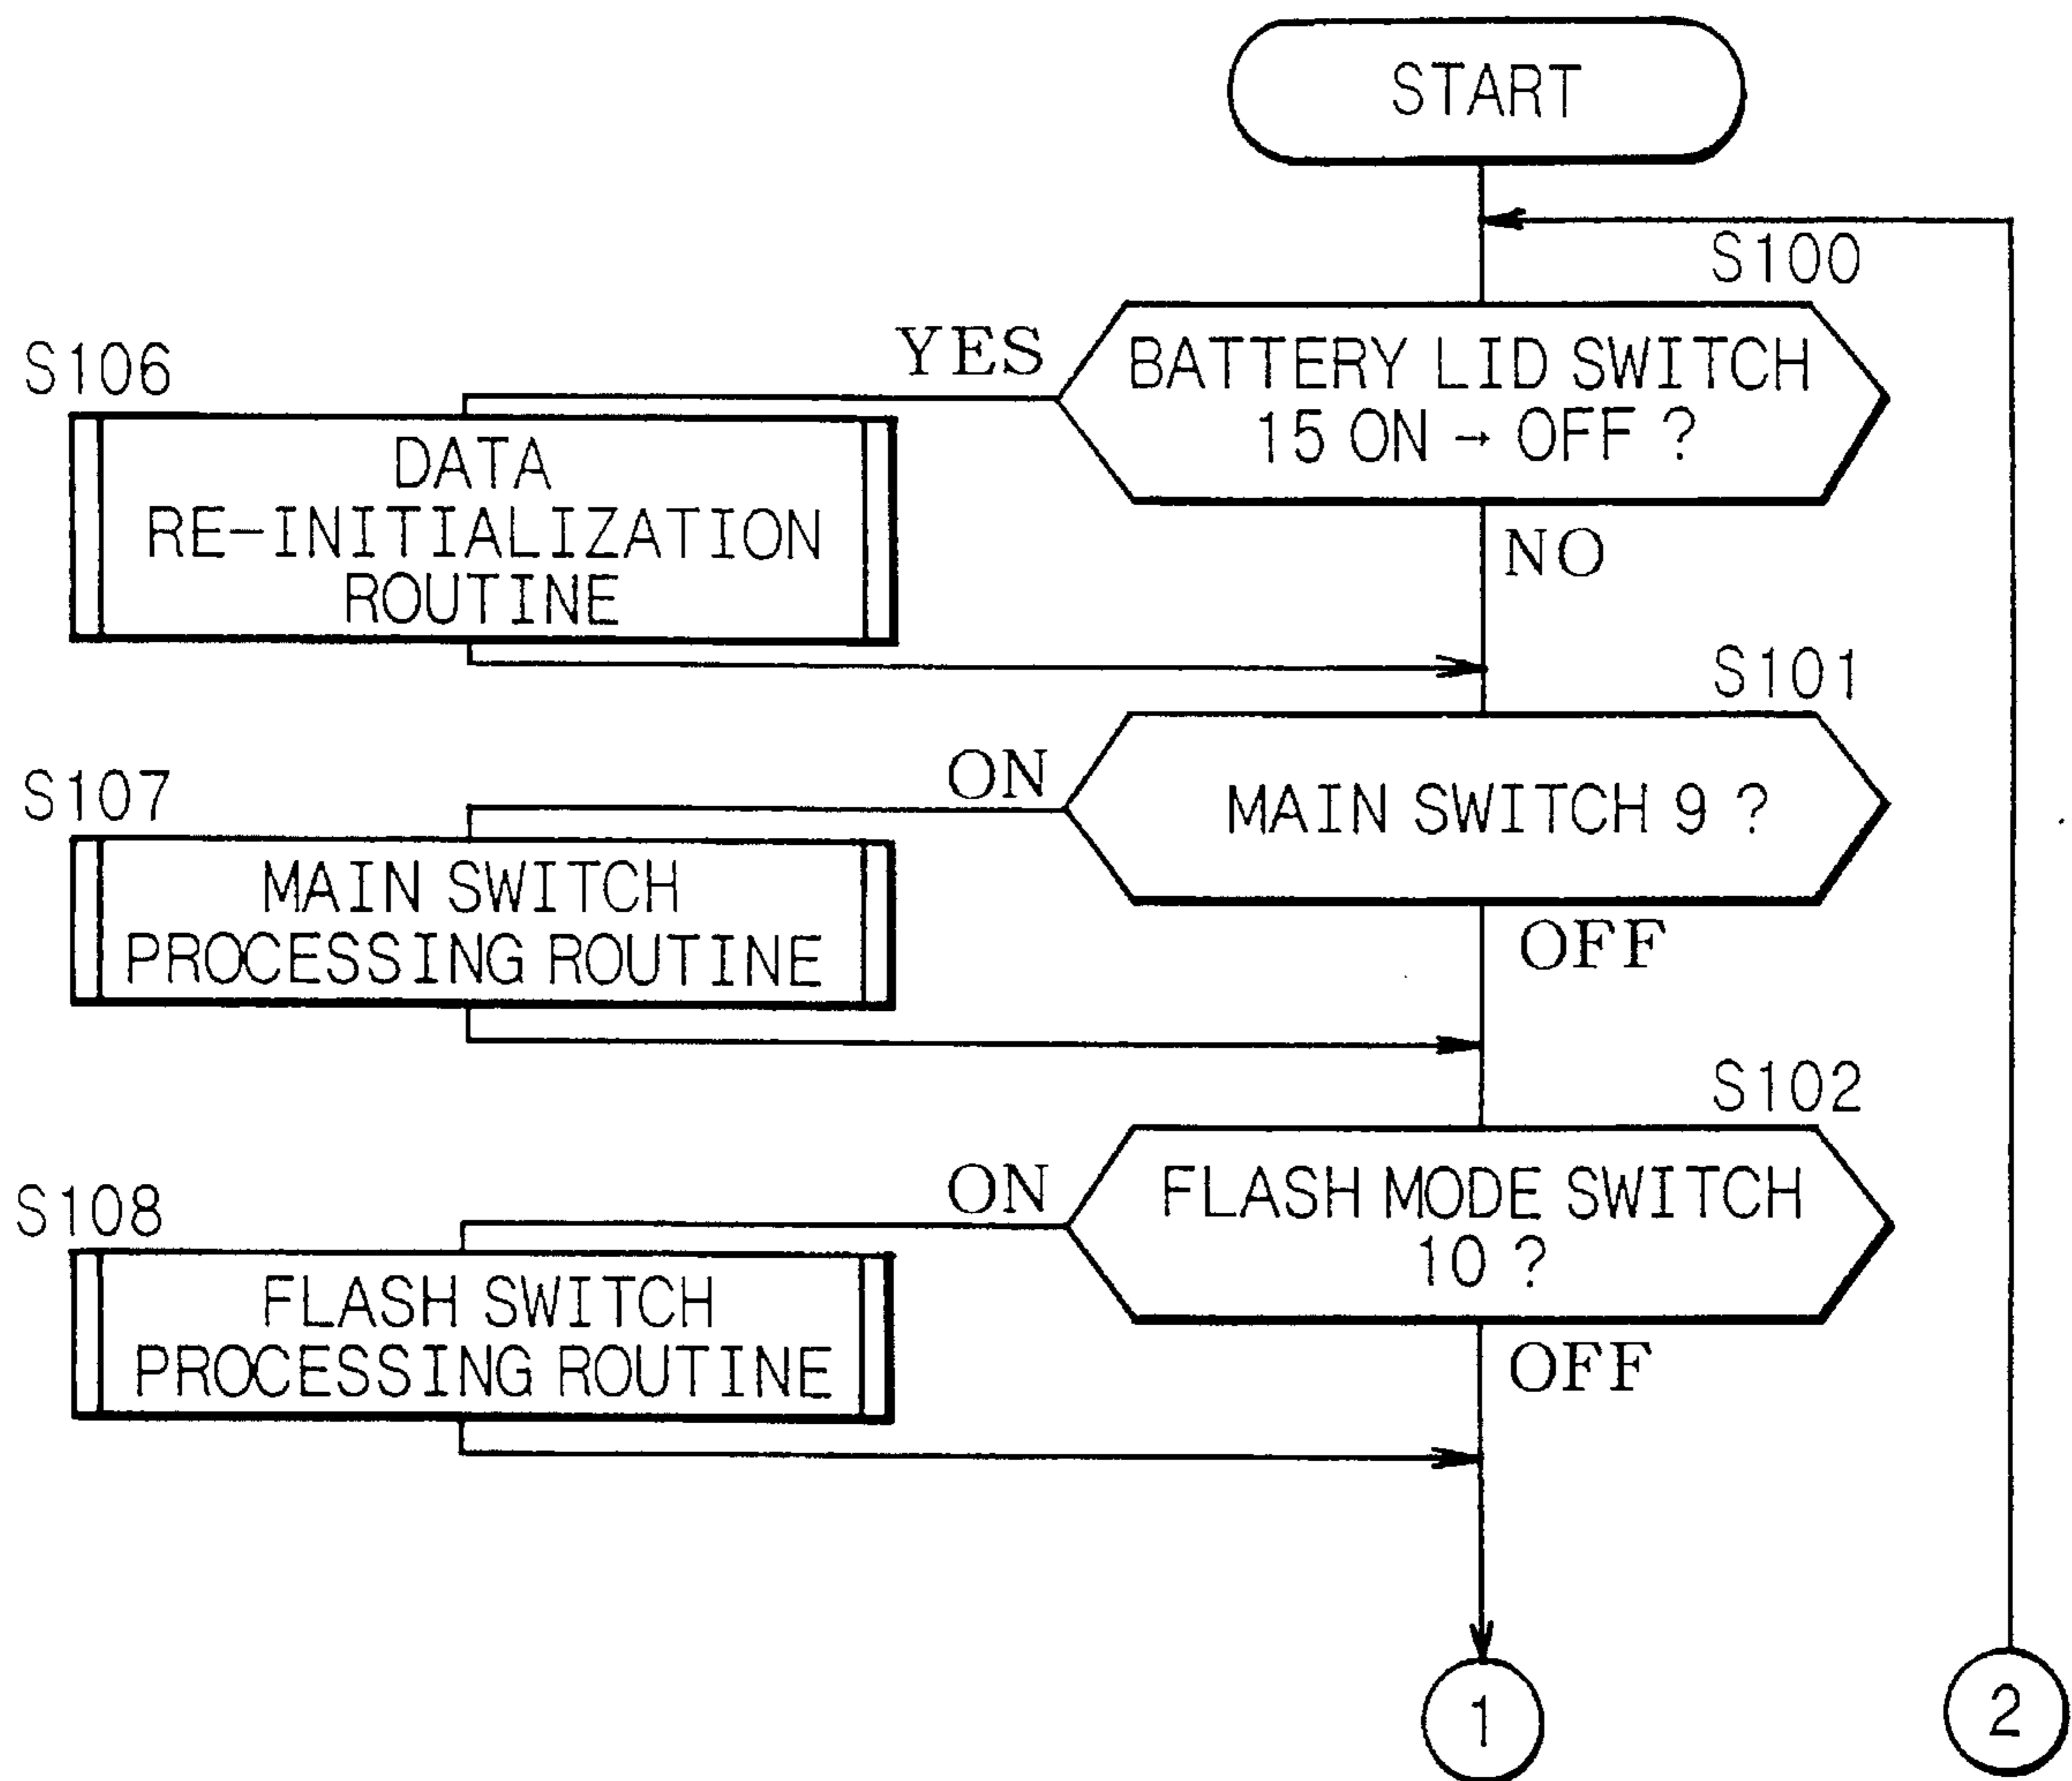 START
S100
BATTERY LID SWITCH
15 ON → OFF ?
YES
NO
S106
DATA
RE-INITIALIZATION
ROUTINE
S101
MAIN SWITCH 9 ?
ON
OFF
S107
MAIN SWITCH
PROCESSING ROUTINE
S102
FLASH MODE SWITCH
10 ?
ON
OFF
S108
FLASH SWITCH
PROCESSING ROUTINE
1
2